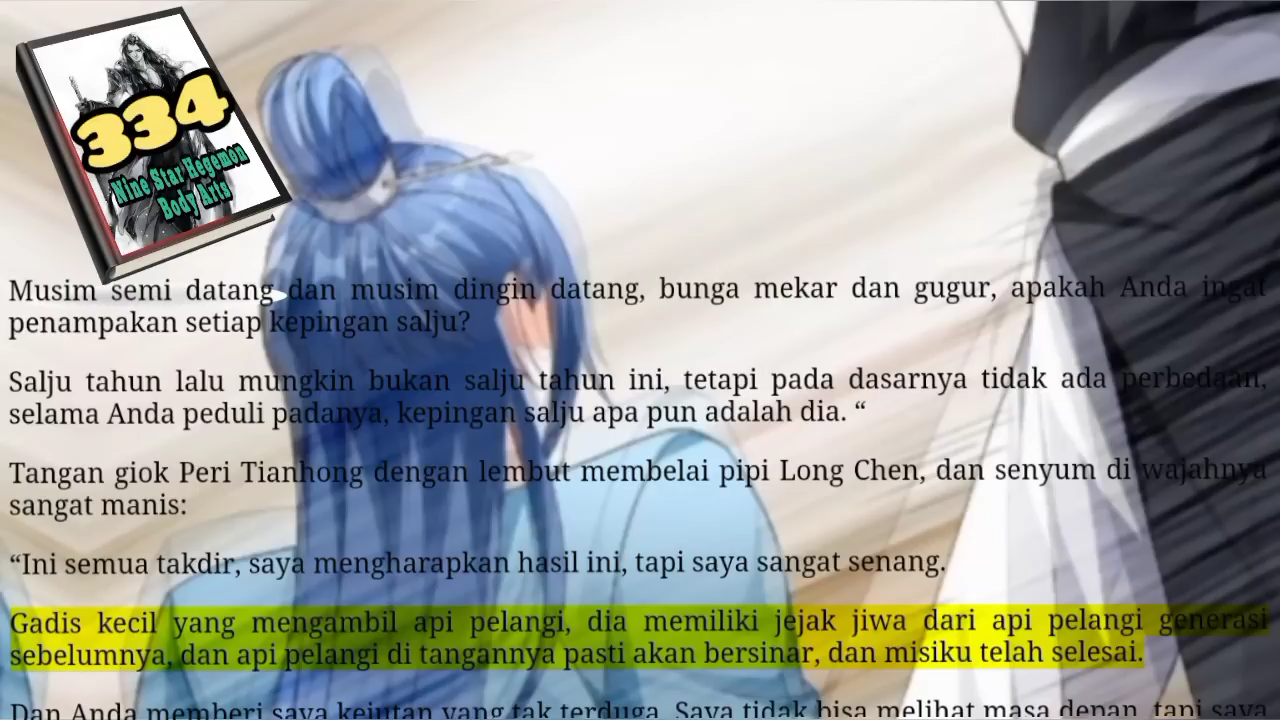 334
Nine Star Hegemon
Body Arts
Musim semi datang dan musim dingin datang, bunga mekar dan gugur, apakah Anda ingat
penampakan setiap kepingan salju?
Salju tahun lalu mungkin bukan salju tahun ini, tetapi pada dasarnya tidak ada perbedaan,
selama Anda peduli padanya, kepingan salju apa pun adalah dia. “
Tangan giok Peri Tianhong dengan lembut membelai pipi Long Chen, dan senyum di wajahnya
sangat manis:
“Ini semua takdir, saya mengharapkan hasil ini, tapi saya sangat senang.
Gadis kecil yang mengambil api pelangi, dia memiliki jejak jiwa dari api pelangi generasi
sebelumnya, dan api pelangi di tangannya pasti akan bersinar, dan misiku telah selesai.
Dan Anda memberi saya kejutan yang tak terduga. Saya tidak bisa melihat masa depan, tapi saya